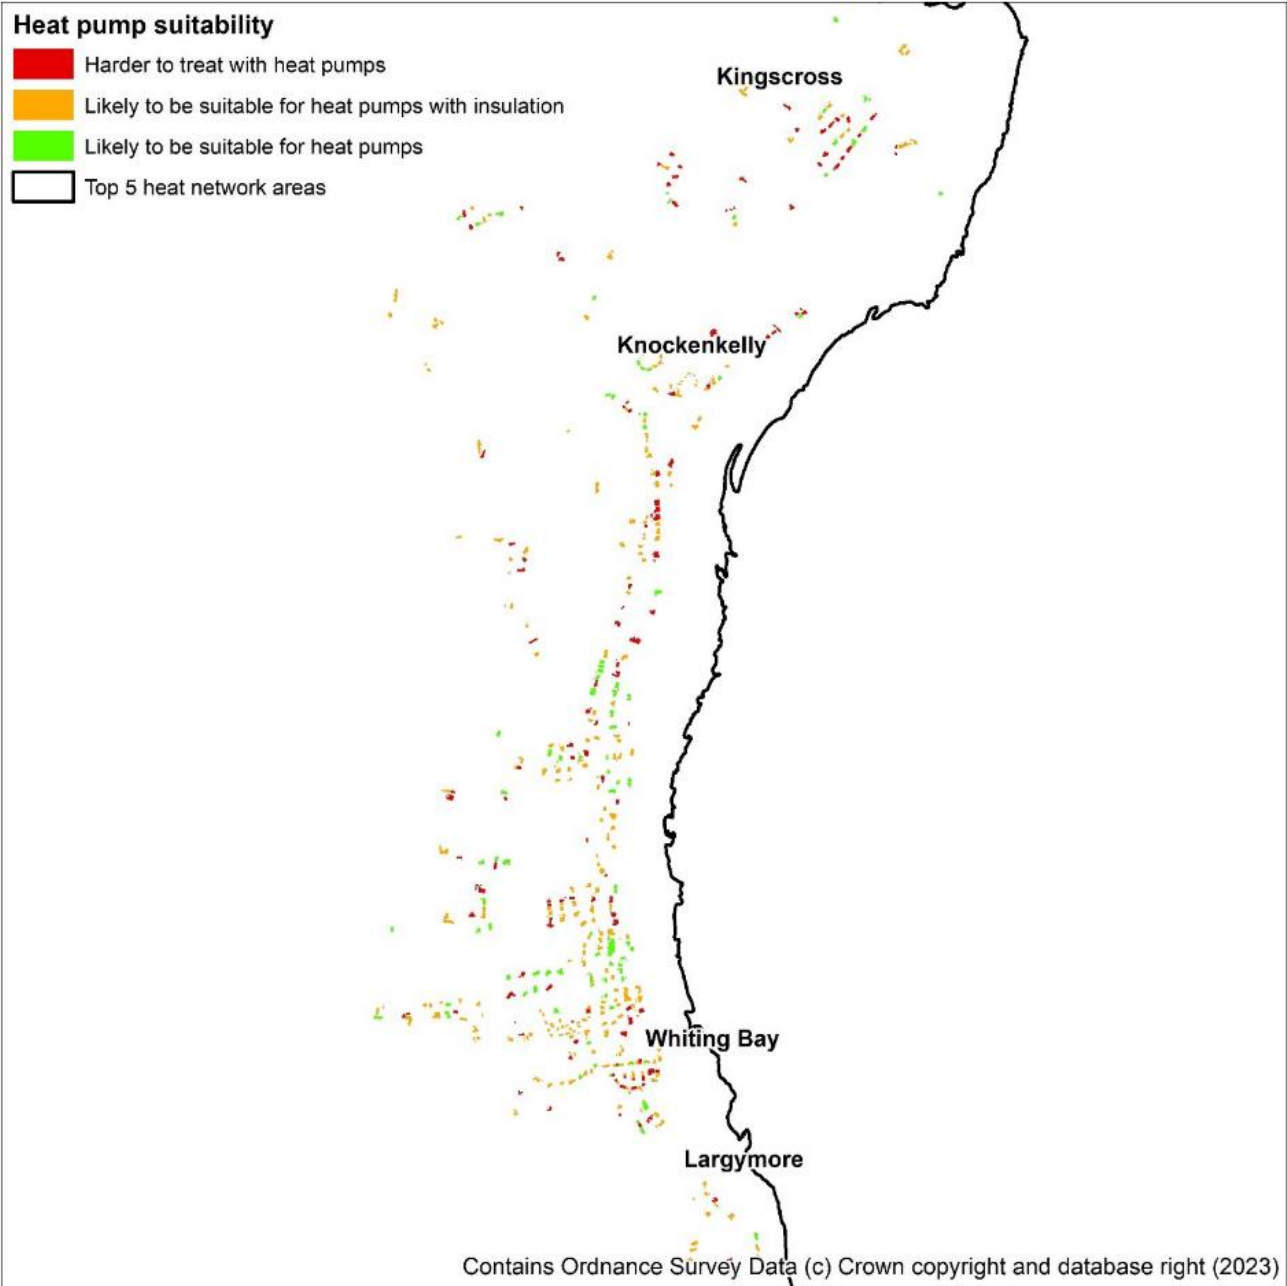 Heat pump suitability
Harder to treat with heat pumps
Likely to be suitable for heat pumps with insulation
Likely to be suitable for heat pumps
Top 5 heat network areas
Kingscross
Knockenkelly
Whiting Bay
Largymore
Contains Ordnance Survey Data (c) Crown copyright and database right (2023)